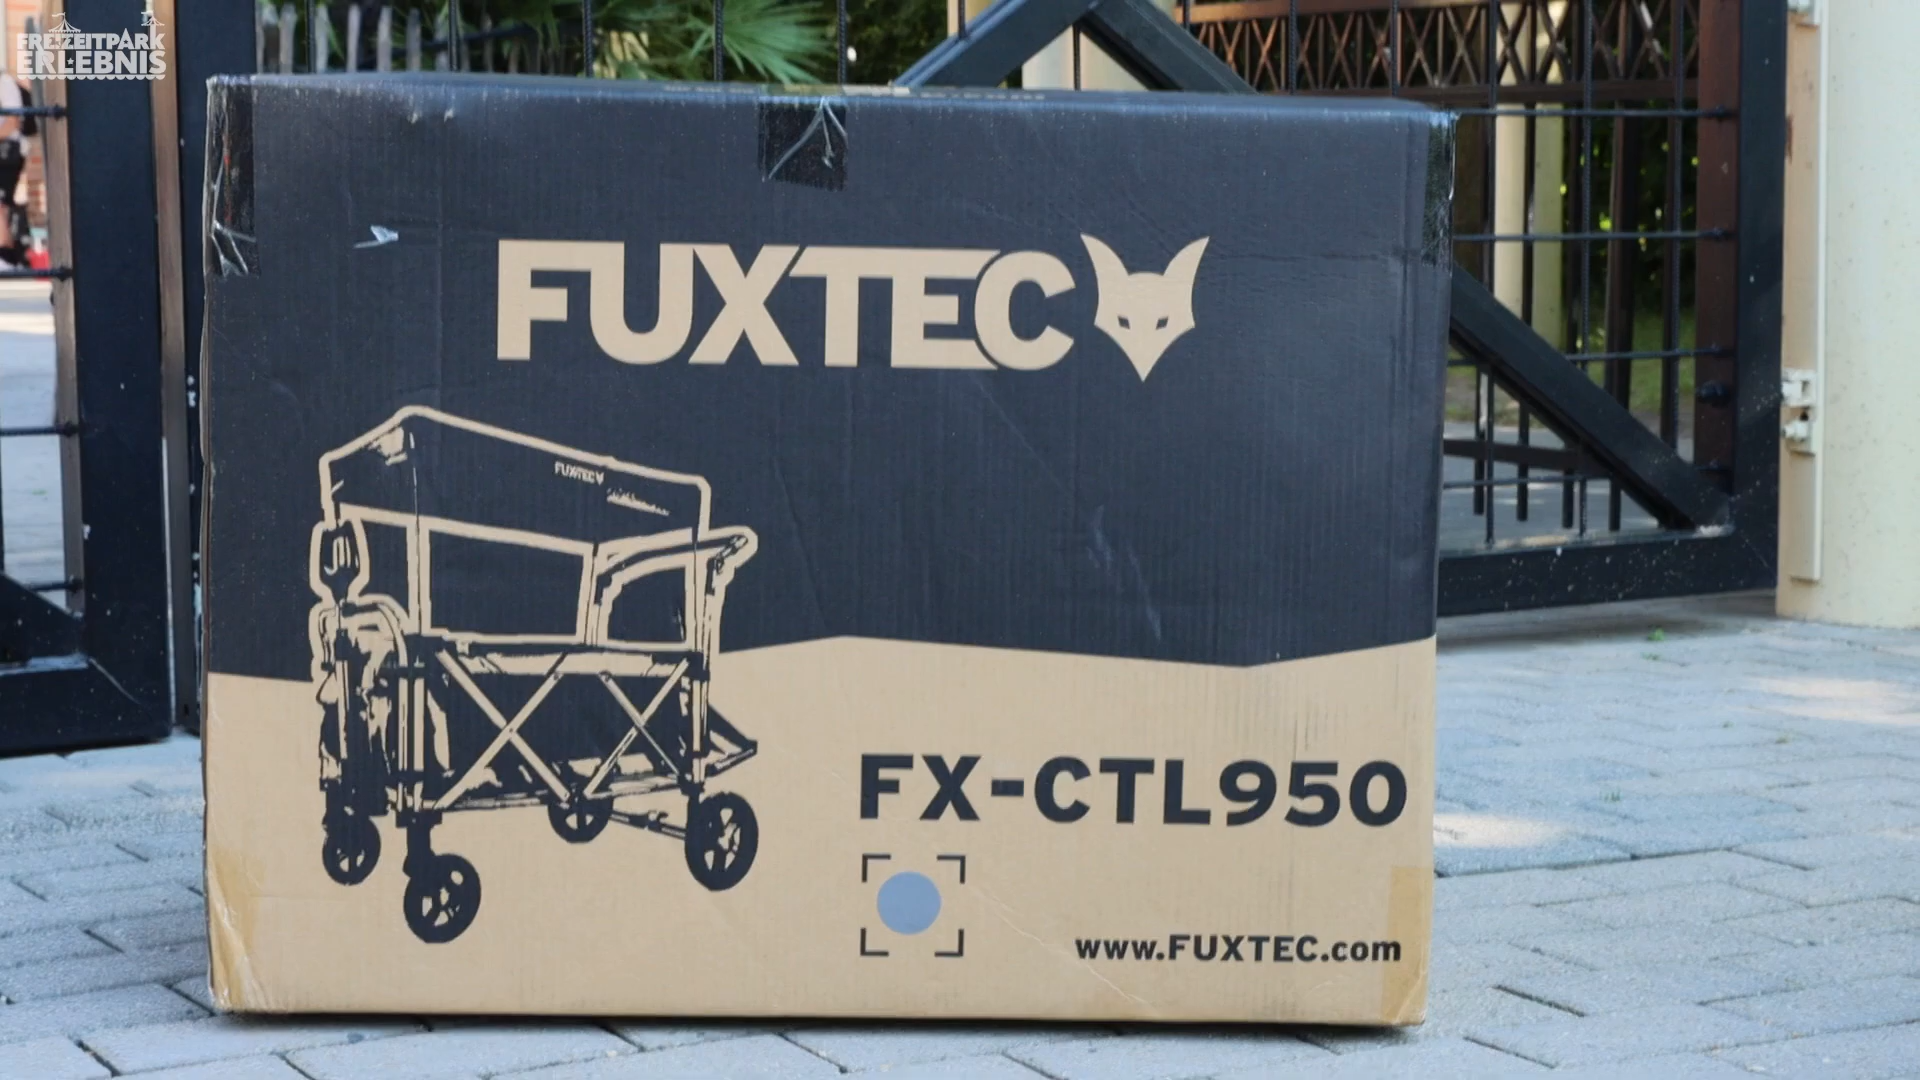 FREIZEITPARK
ERLEBNIS
FUXTEC
FUXTEC
FX-CTL950
www.FUXTEC.com